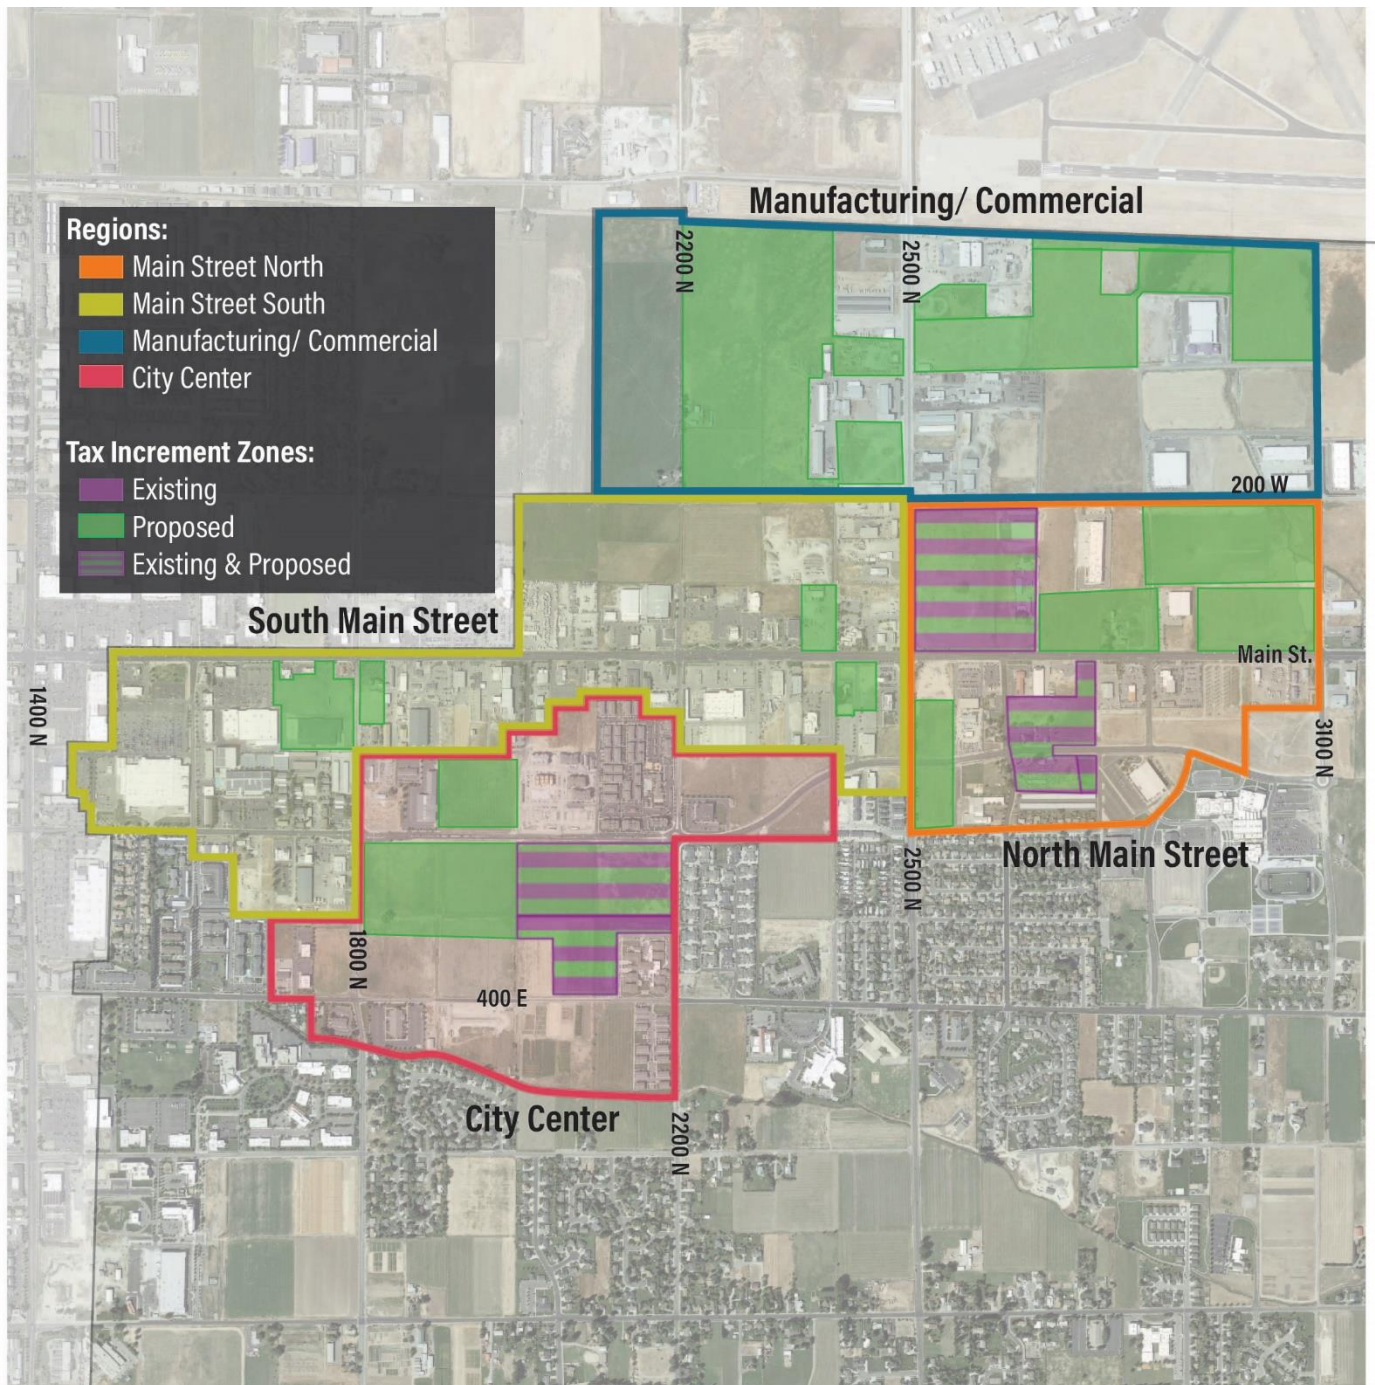 Manufacturing/ Commercial
Regions:
Main Street North
Main Street South
Manufacturing/ Commercial
City Center
Tax Increment Zones:
Existing
Proposed
Existing & Proposed
2200 N
2500 N
200 W
South Main Street
Main St.
1400 N
3100 N
North Main Street
2500 N
1800 N
400 E
City Center
2200 N